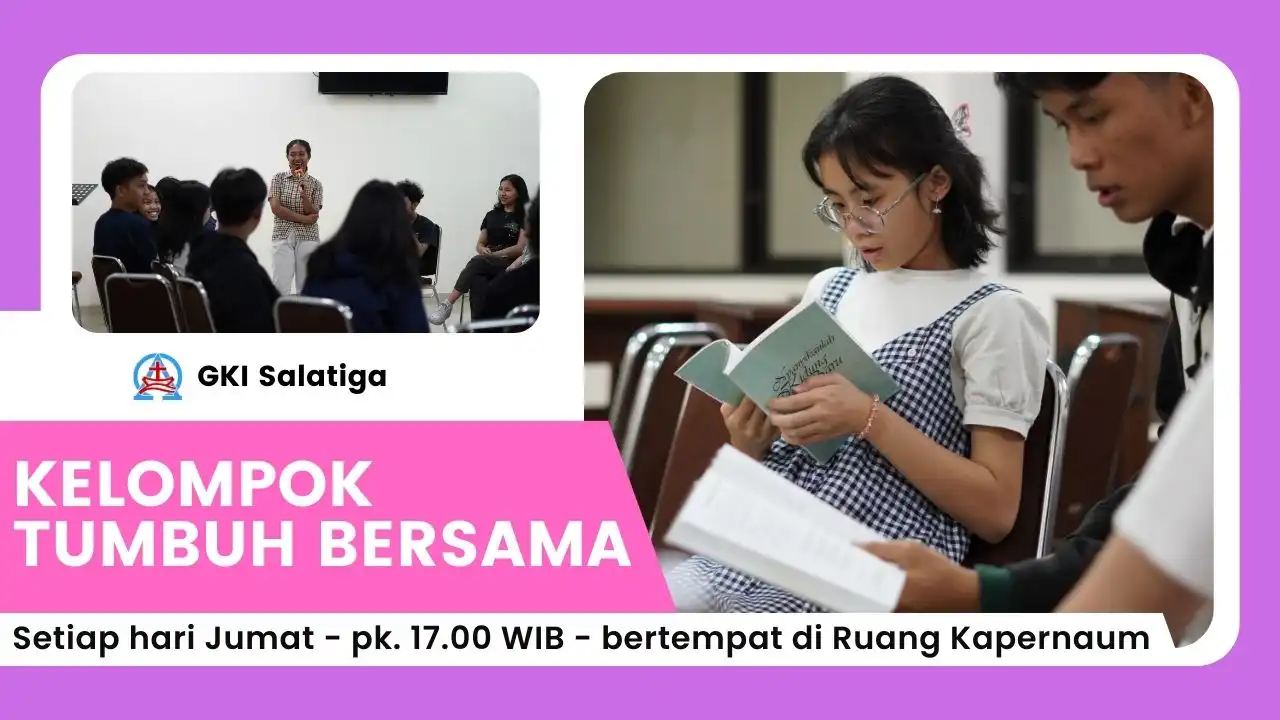 GKI Salatiga
KELOMPOK
TUMBUH BERSAMA
Setiap hari Jumat - pk. 17.00 WIB - bertempat di Ruang Kapernaum